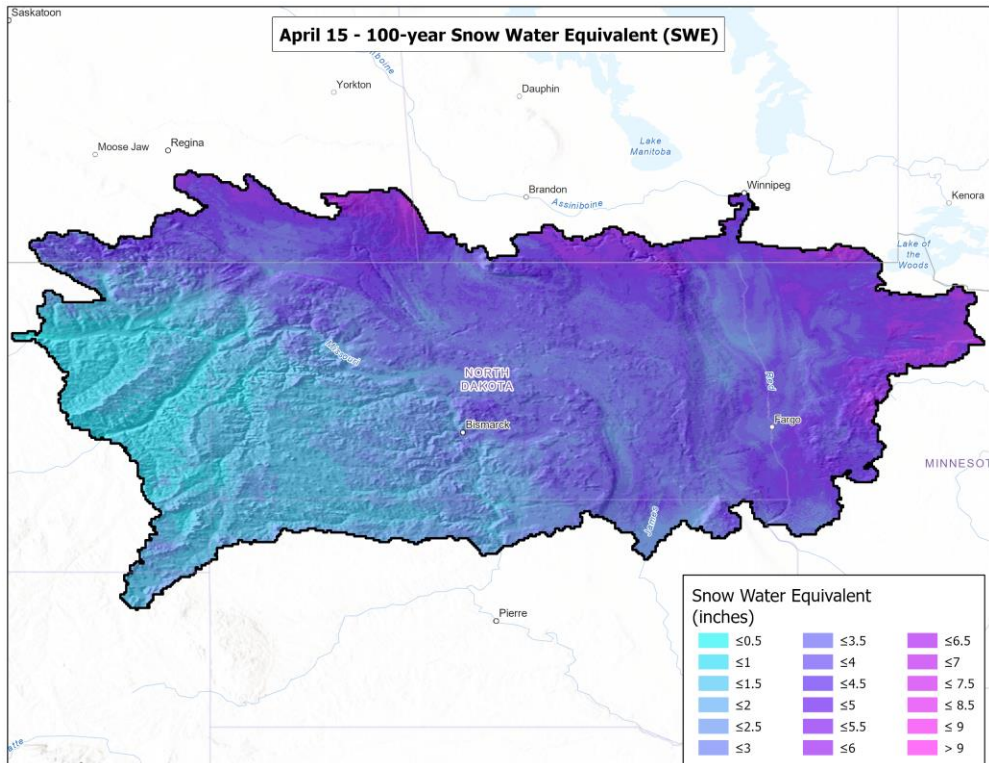 Saskatoon
April 15 - 100-year Snow Water Equivalent (SWE)
Yorkton
Dauphin
Moose Jaw
Regina
Lake
Manitoba
Brandon
Assiniboine
Winnipeg
Kenora
Lake of
the
Woods
Missouri
NORTH
DAKOTA
Red
Bismarck
Fargo
MINNESOT
James
Pierre
Snow Water Equivalent
(inches)
≤0.5 ≤3.5 ≤6.5
≤1 ≤4 ≤7
≤1.5 ≤4.5 ≤ 7.5
≤2 ≤5 ≤ 8.5
≤2.5 ≤5.5 ≤ 9
≤3 ≤6 > 9